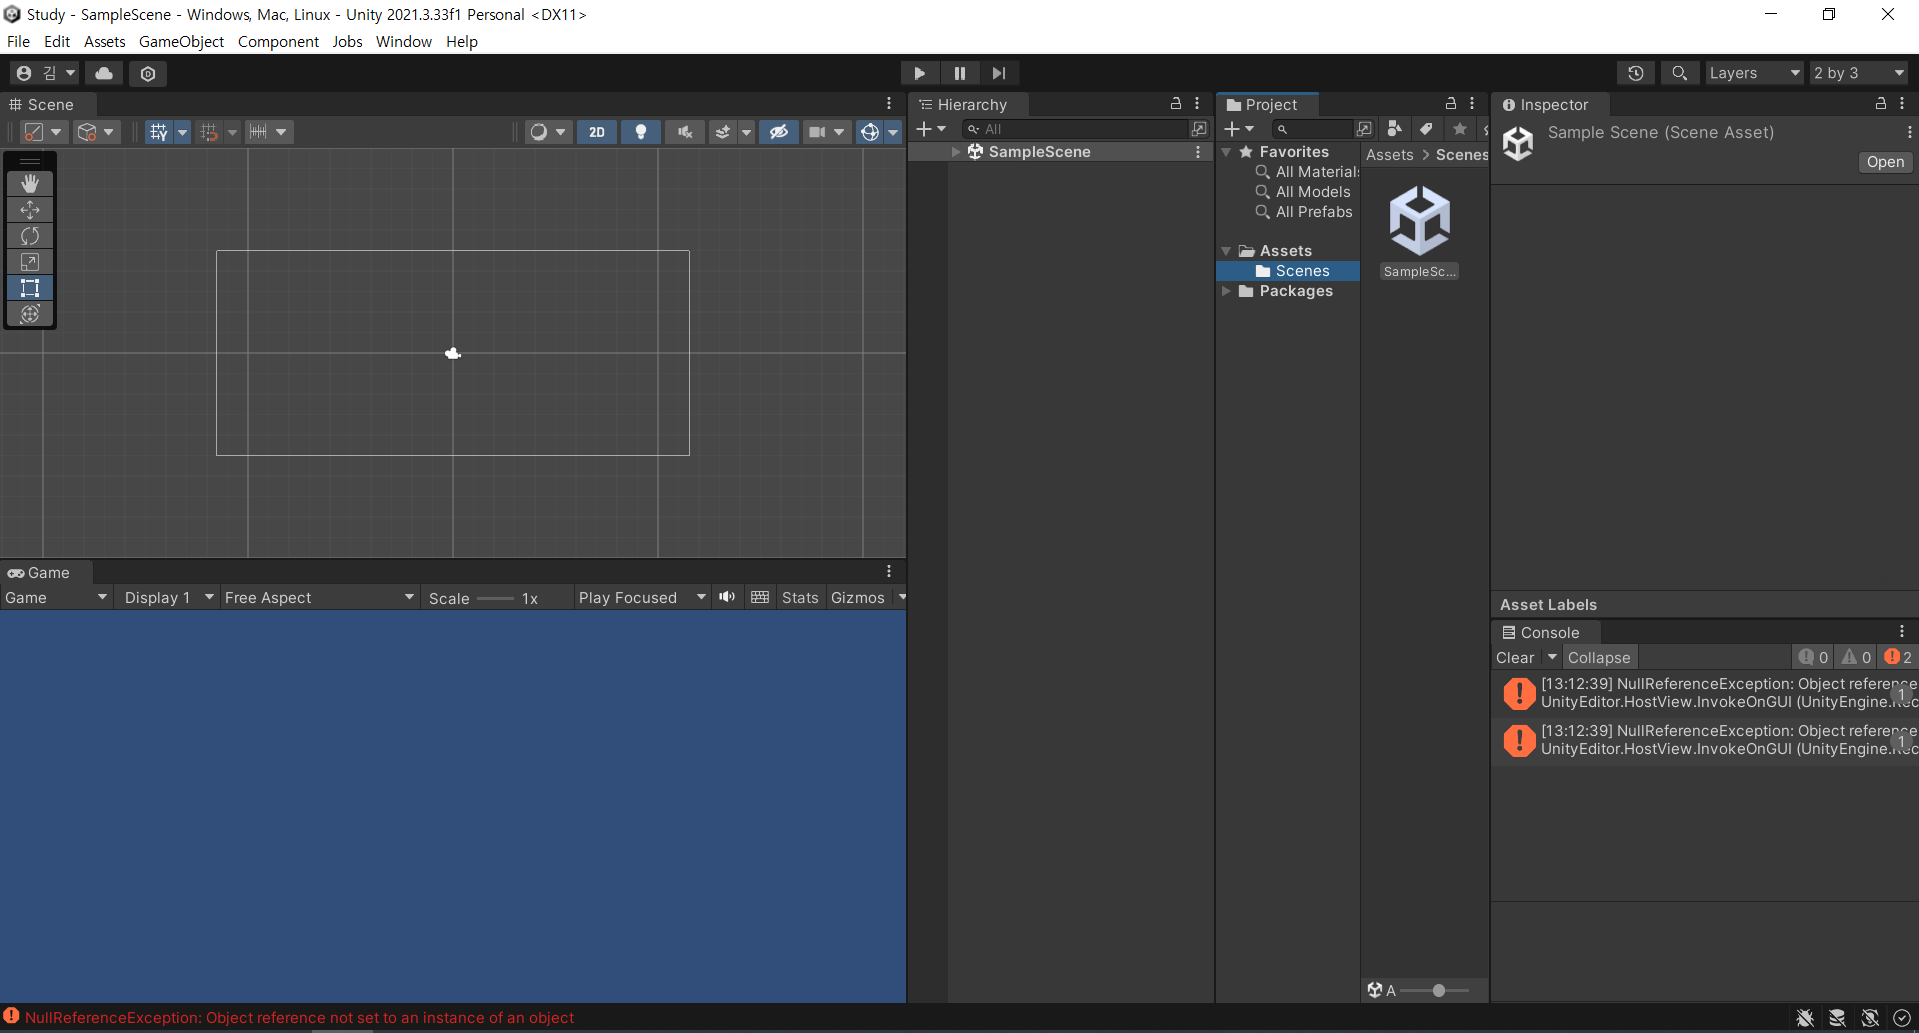 Study - SampleScene - Windows, Mac, Linux - Unity 2021.3.33f1 Personal <DX11>
File Edit Assets GameObject Component Jobs Window Help
김
Layers
2 by 3
Scene
2D
Hierarchy
All
SampleScene
Project
Favorites
All Materials
All Models
All Prefabs
Assets
Scenes
Packages
Assets > Scenes
SampleSc...
A
Inspector
Sample Scene (Scene Asset)
Open
Asset Labels
Game
Game Display 1 Free Aspect Scale 1x Play Focused Stats Gizmos
Console
Clear Collapse 0 0 2
[13:12:39] NullReferenceException: Object reference
UnityEditor.HostView.InvokeOnGUI (UnityEngine.Rec
1
[13:12:39] NullReferenceException: Object reference
UnityEditor.HostView.InvokeOnGUI (UnityEngine.Rec
1
NullReferenceException: Object reference not set to an instance of an object